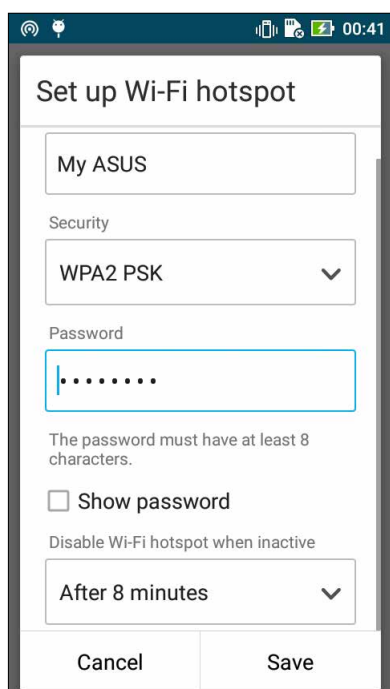 00:41
Set up Wi-Fi hotspot
My ASUS
Security
WPA2 PSK
Password
••••••••
The password must have at least 8
characters.
Show password
Disable Wi-Fi hotspot when inactive
After 8 minutes
Cancel Save